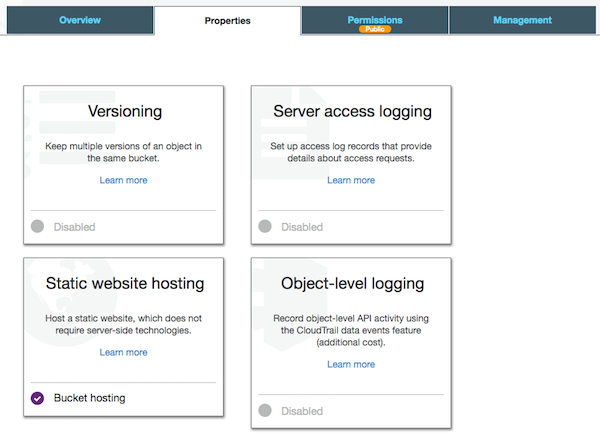 Overview
Properties
Permissions
Public
Management
Versioning
Keep multiple versions of an object in
the same bucket.
Learn more
Disabled
Server access logging
Set up access log records that provide
details about access requests.
Learn more
Disabled
Static website hosting
Host a static website, which does not
require server-side technologies.
Learn more
Bucket hosting
Object-level logging
Record object-level API activity using
the CloudTrail data events feature
(additional cost).
Learn more
Disabled